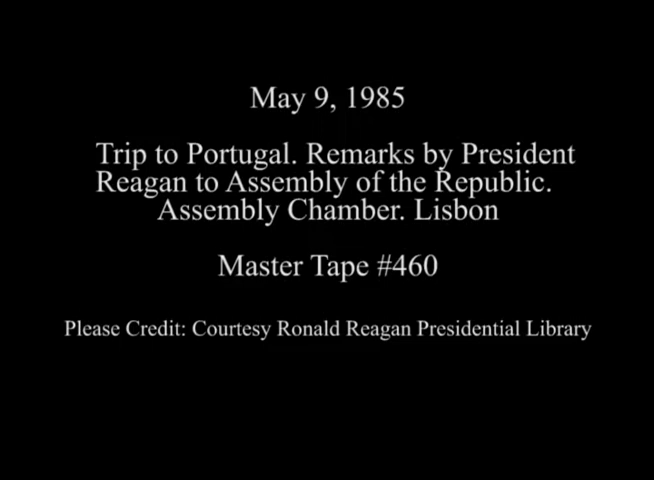 May 9, 1985
Trip to Portugal. Remarks by President
Reagan to Assembly of the Republic.
Assembly Chamber. Lisbon
Master Tape #460
Please Credit: Courtesy Ronald Reagan Presidential Library